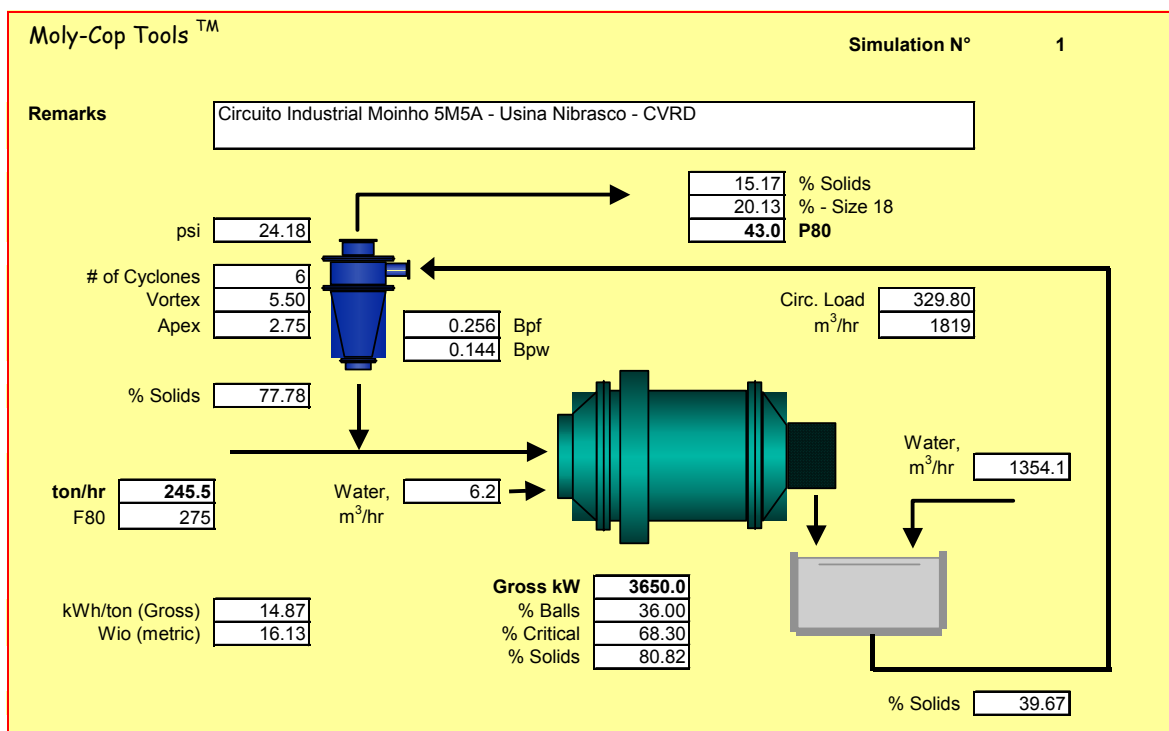 Moly-Cop Tools TM
Simulation N° 1
Remarks Circuito Industrial Moinho 5M5A - Usina Nibrasco - CVRD
15.17 % Solids
20.13 % - Size 18
43.0 P80
psi 24.18
# of Cyclones 6
Vortex 5.50
Apex 2.75
Circ. Load 329.80
m3/hr 1819
0.256 Bpf
0.144 Bpw
% Solids 77.78
Water,
m3/hr 1354.1
ton/hr 245.5
F80 275
Water, 6.2
m3/hr
Gross kW 3650.0
% Balls 36.00
% Critical 68.30
% Solids 80.82
kWh/ton (Gross) 14.87
Wio (metric) 16.13
% Solids 39.67